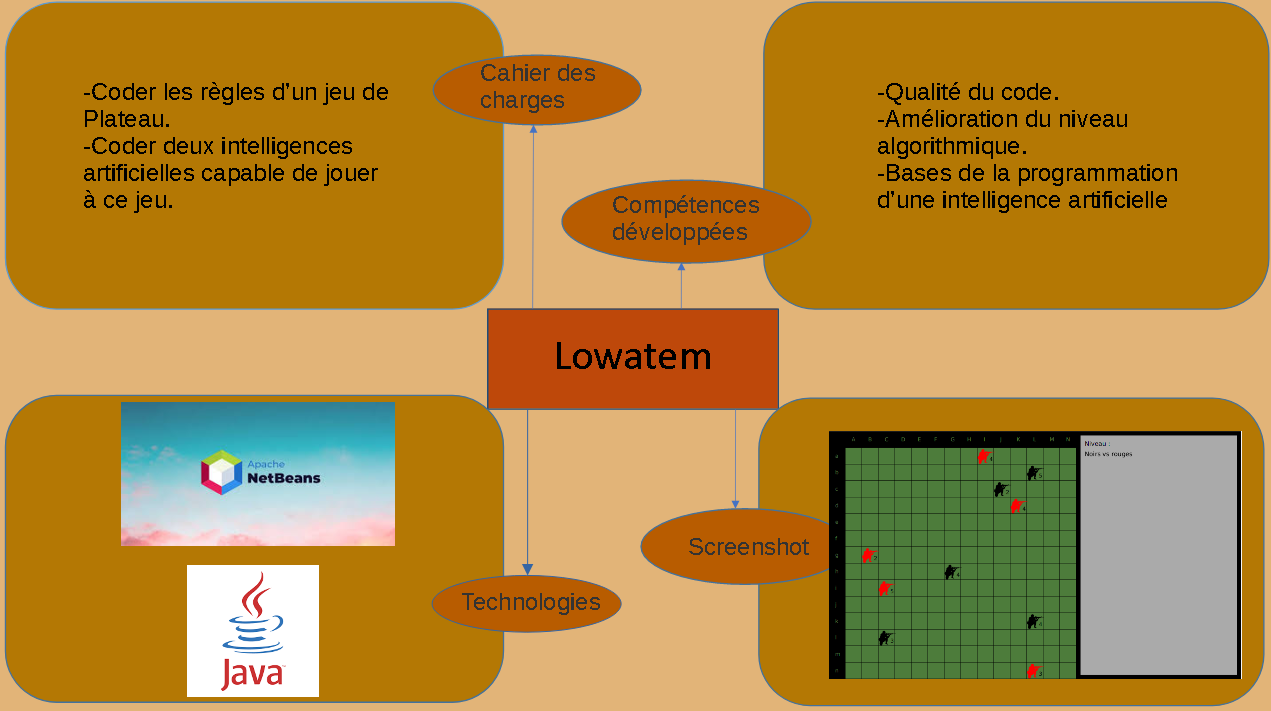 Cahier des
charges
-Coder les règles d’un jeu de
Plateau.
-Coder deux intelligences
artificielles capable de jouer
à ce jeu.
Compétences
développées
-Qualité du code.
-Amélioration du niveau
algorithmique.
-Bases de la programmation
d’une intelligence artificielle
Lowatem
Apache
NetBeans
Java
Technologies
Screenshot
A B C D E F G H I J K L M N
Niveau :
Noirs vs rouges